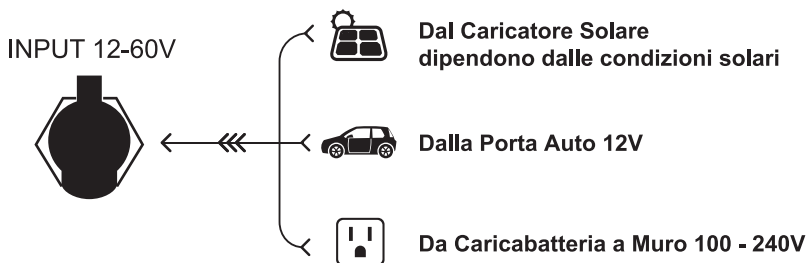 INPUT 12-60V
Dal Caricatore Solare
dipendono dalle condizioni solari
Dalla Porta Auto 12V
Da Caricabatteria a Muro 100 - 240V